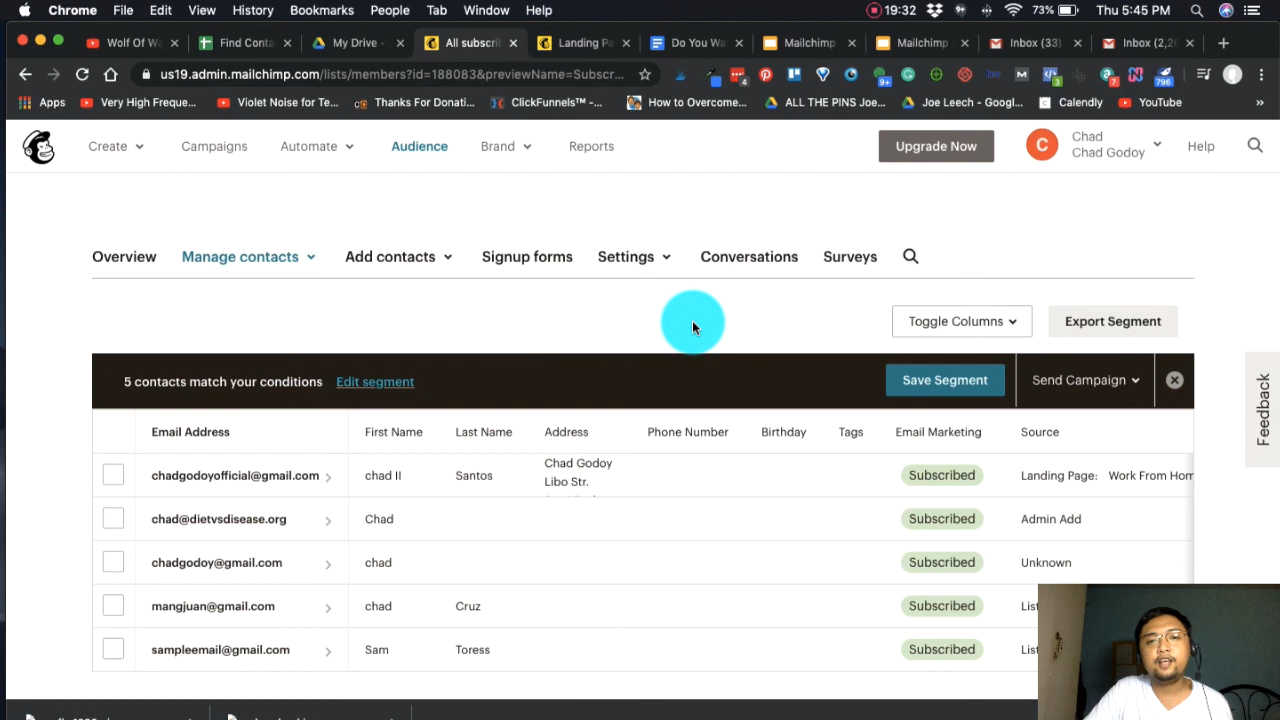 Chrome File Edit View History Bookmarks People Tab Window Help 19:32 73% Thu 5:45 PM
Wolf Of Wa Find Conta My Drive - All subscri Landing Pa Do You Wa Mailchimp Mailchimp Inbox (33) Inbox (2,2
us19.admin.mailchimp.com/lists/members?id=188083&previewName=Subscr...
Apps Very High Freque... Violet Noise for Te... Thanks For Donati... ClickFunnels™ -... How to Overcome... ALL THE PINS Joe... Joe Leech - Googl... Calendly YouTube »
Create Campaigns Automate Audience Brand Reports Upgrade Now C Chad Help
Chad Godoy
Overview Manage contacts Add contacts Signup forms Settings Conversations Surveys
Toggle Columns Export Segment
5 contacts match your conditions Edit segment Save Segment Send Campaign
Feedback
Email Address First Name Last Name Address Phone Number Birthday Tags Email Marketing Source
chadgodoyofficial@gmail.com chad II Santos Chad Godoy Subscribed Landing Page: Work From Hom
Libo Str.
chad@dietvsdisease.org Chad Subscribed Admin Add
chadgodoy@gmail.com chad Subscribed Unknown
mangjuan@gmail.com chad Cruz Subscribed List
sampleemail@gmail.com Sam Toress Subscribed List